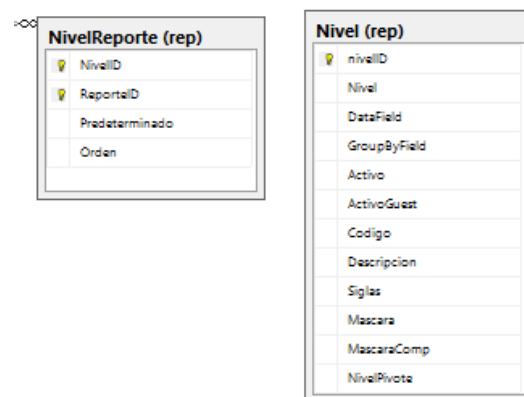 NivelReporte (rep)
NivelID
ReporteID
Predeterminado
Orden
Nivel (rep)
nivelID
Nivel
DataField
GroupByField
Activo
ActivoGuest
Codigo
Descripcion
Siglas
Mascara
MascaraComp
NivelPivote